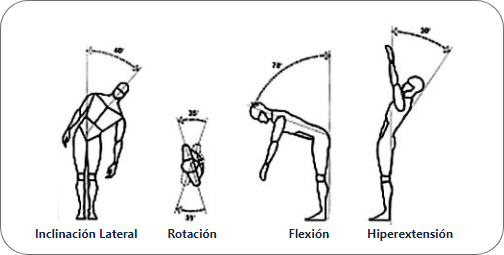 40°
35°
35°
70°
30°
Inclinación Lateral
Rotación
Flexión
Hiperextensión